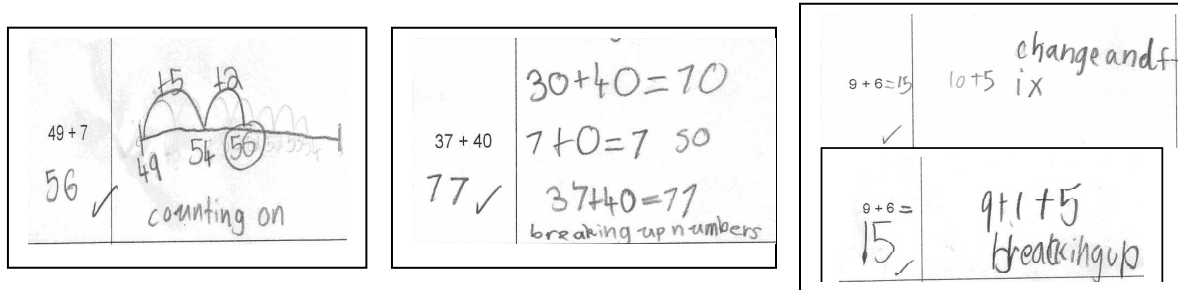 +5 +2
49 + 7
49 54 56
56 ✓
counting on
30+40=70
37 + 40
7+0=7 so
77 ✓
37+40=77
breaking up numbers
change and f
9 + 6 = 15
10+5
ix
✓
9 + 6 =
9+1+5
15 ✓
breakingup